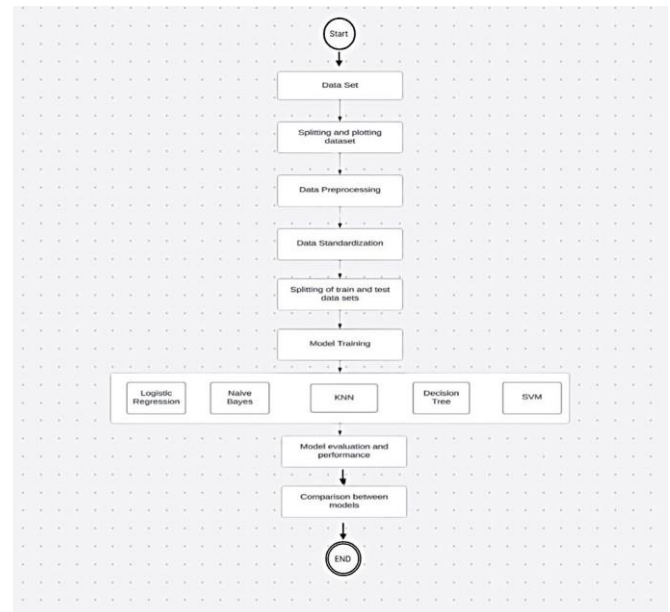 Start
Data Set
Splitting and plotting
dataset
Data Preprocessing
Data Standardization
Splitting of train and test
data sets
Model Training
Logistic
Regression
Naive
Bayes
KNN
Decision
Tree
SVM
Model evaluation and
performance
Comparison between
models
END